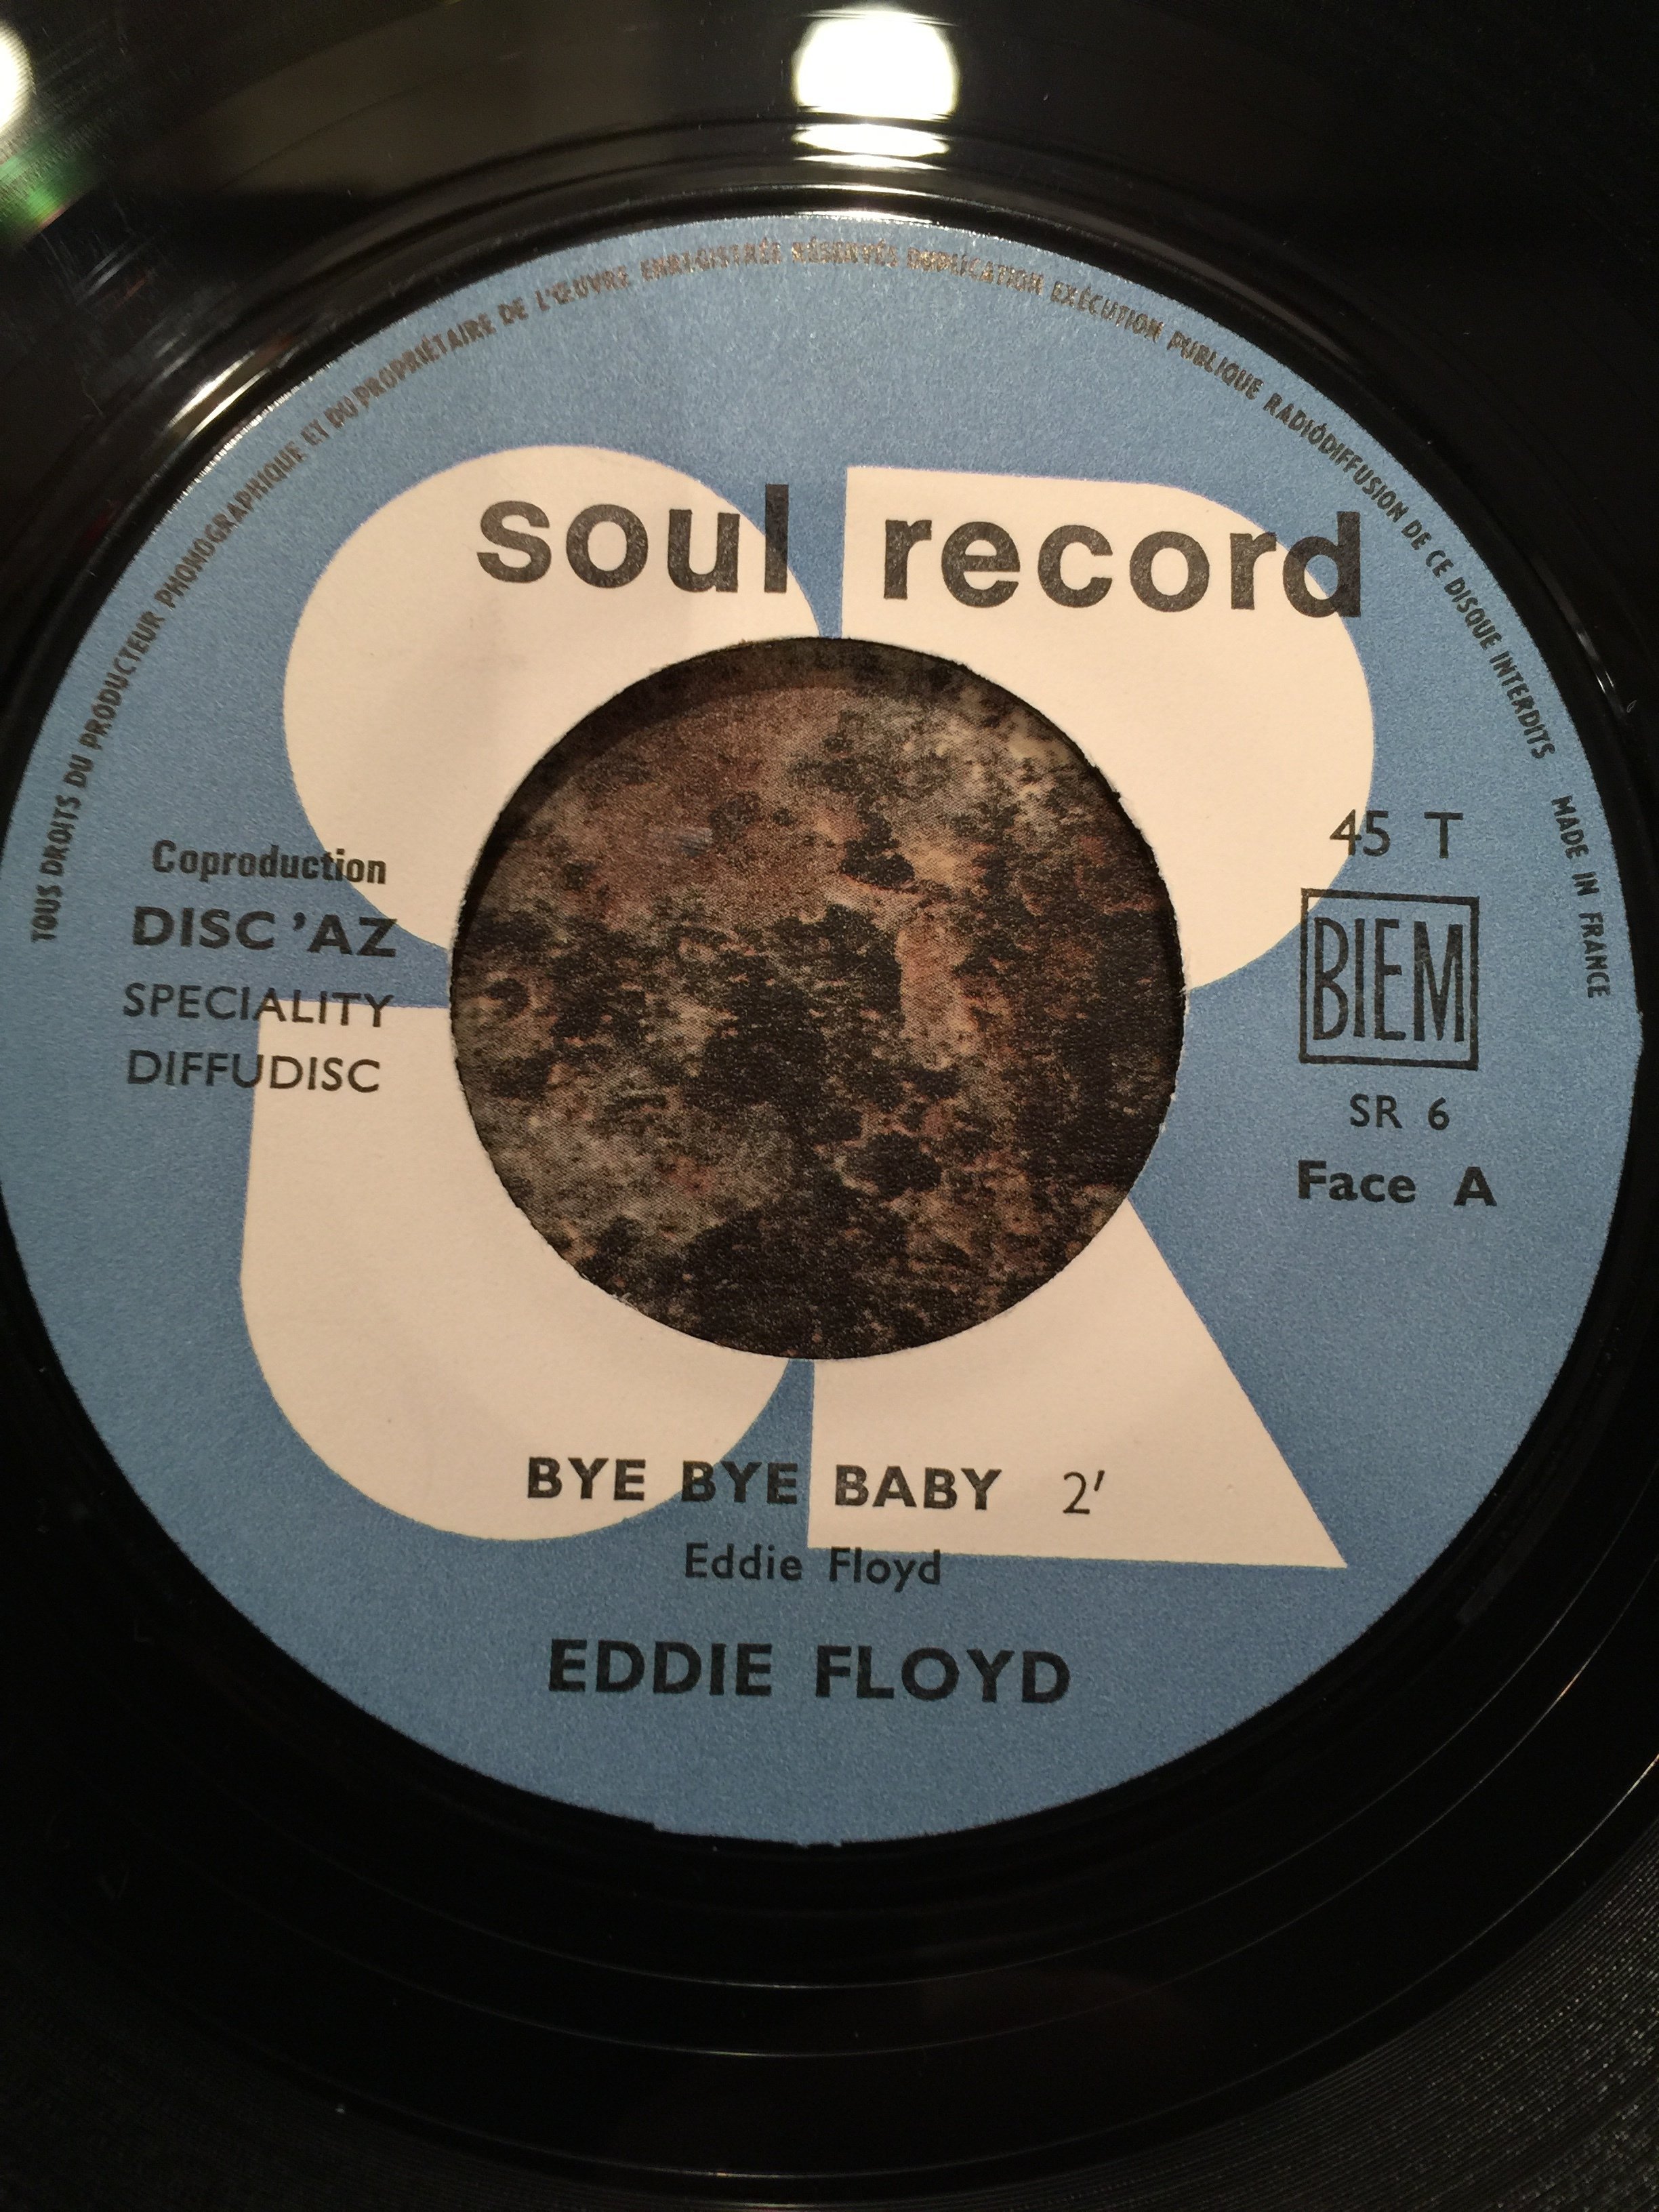 TOUS DROITS DU PRODUCTEUR PHONOGRAPHIQUE ET DU PROPRIÉTAIRE DE L'ŒUVRE ENREGISTRÉE RÉSERVÉS DUPLICATION EXÉCUTION PUBLIQUE RADIODIFFUSION DE CE DISQUE INTERDITS MADE IN FRANCE
soul record
Coproduction
DISC 'AZ
SPECIALITY
DIFFUDISC
45 T
BIEM
SR 6
Face A
BYE BYE BABY 2'
Eddie Floyd
EDDIE FLOYD